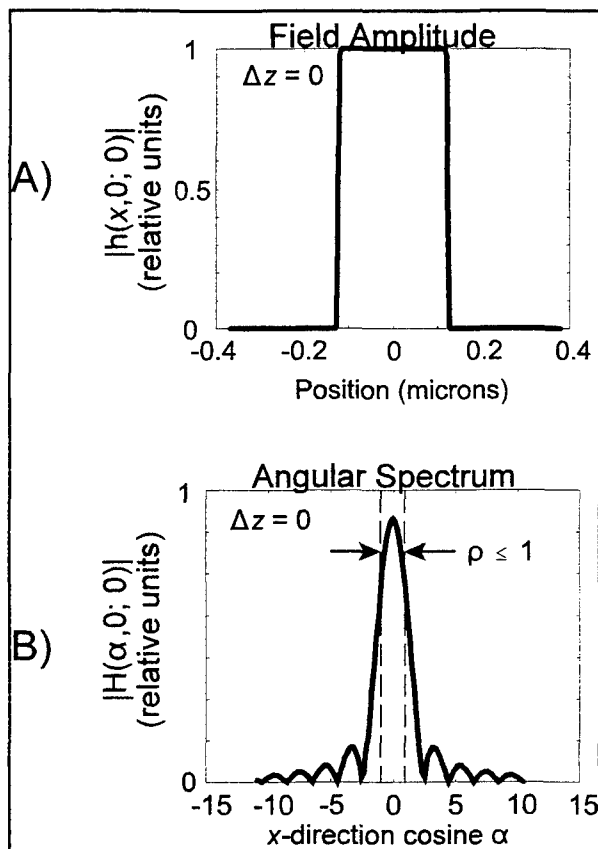 A)
Field Amplitude
Δz = 0
|h(x,0; 0)|
(relative units)
1
0.5
0
-0.4
-0.2
0
0.2
0.4
Position (microns)
B)
Angular Spectrum
Δz = 0
ρ ≤ 1
|H(α,0; 0)|
(relative units)
1
0
-15
-10
-5
0
5
10
15
x-direction cosine α